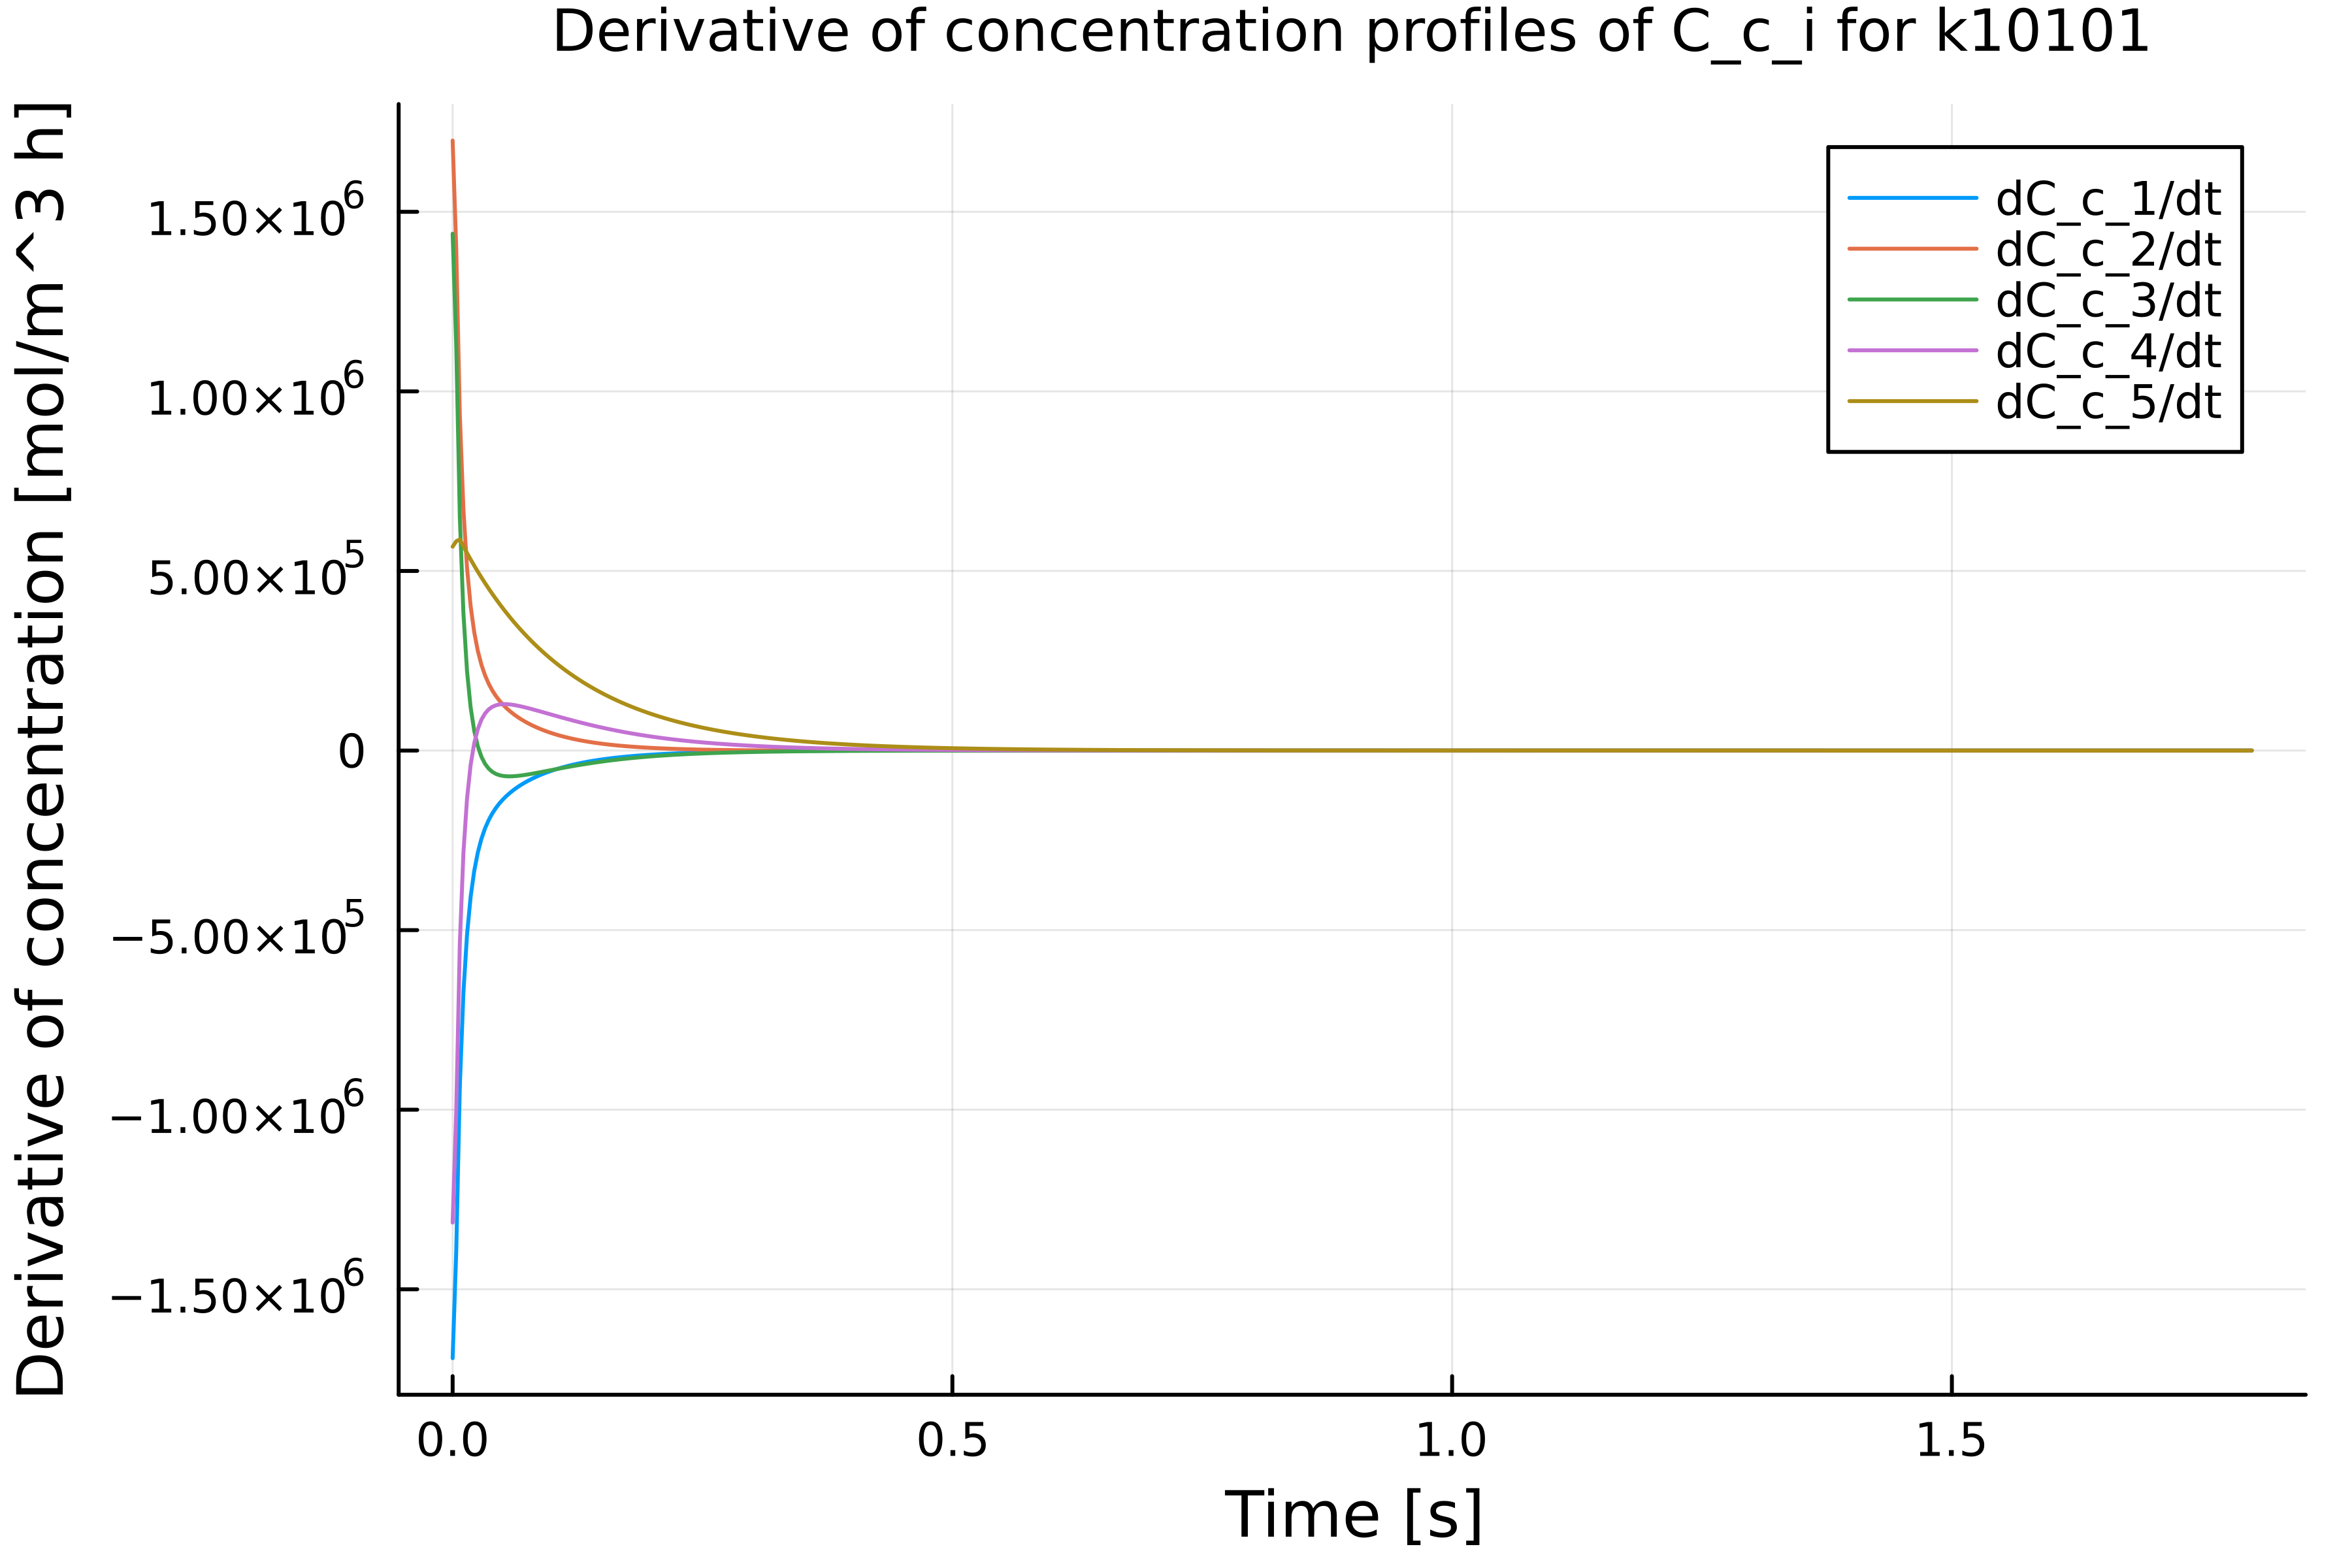 Derivative of concentration profiles of C_c_i for k10101
Derivative of concentration [mol/m^3 h]
1.50×10^6
1.00×10^6
5.00×10^5
0
−5.00×10^5
−1.00×10^6
−1.50×10^6
dC_c_1/dt
dC_c_2/dt
dC_c_3/dt
dC_c_4/dt
dC_c_5/dt
0.0 0.5 1.0 1.5
Time [s]